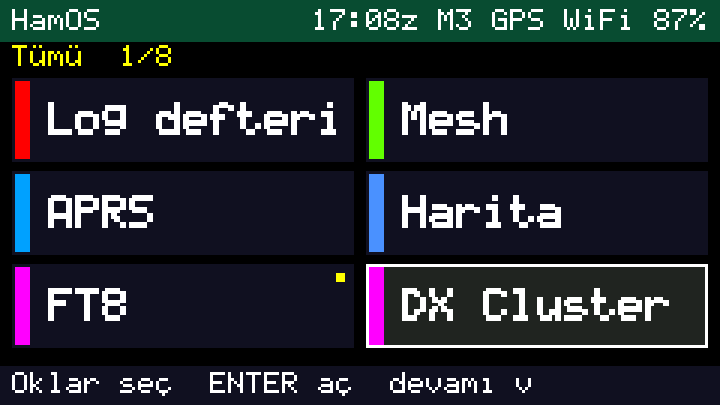 HamOS 17:08z M3 GPS WiFi 87%
Tümü 1/8
Log defteri Mesh
APRS Harita
FT8 DX Cluster
Oklar seç ENTER aç devamı v